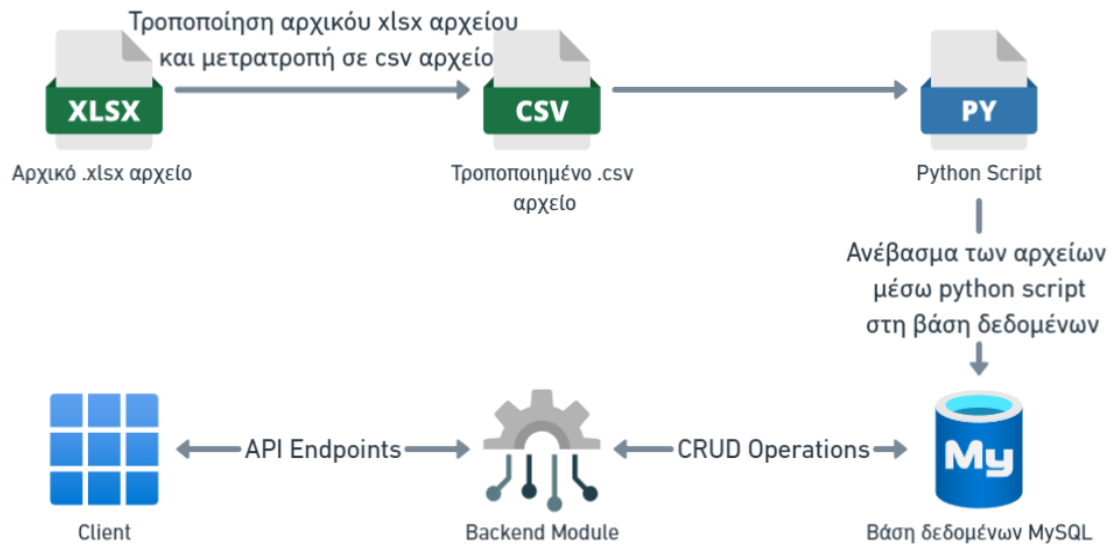 Τροποποίηση αρχικόυ xlsx αρχείου
και μετρατροπή σε csv αρχείο
XLSX
CSV
PY
Αρχικό .xlsx αρχείο
Τροποποιημένο .csv
αρχείο
Python Script
Ανέβασμα των αρχείων
μέσω python script
στη βάση δεδομένων
API Endpoints
CRUD Operations
My
Client
Backend Module
Βάση δεδομένων MySQL